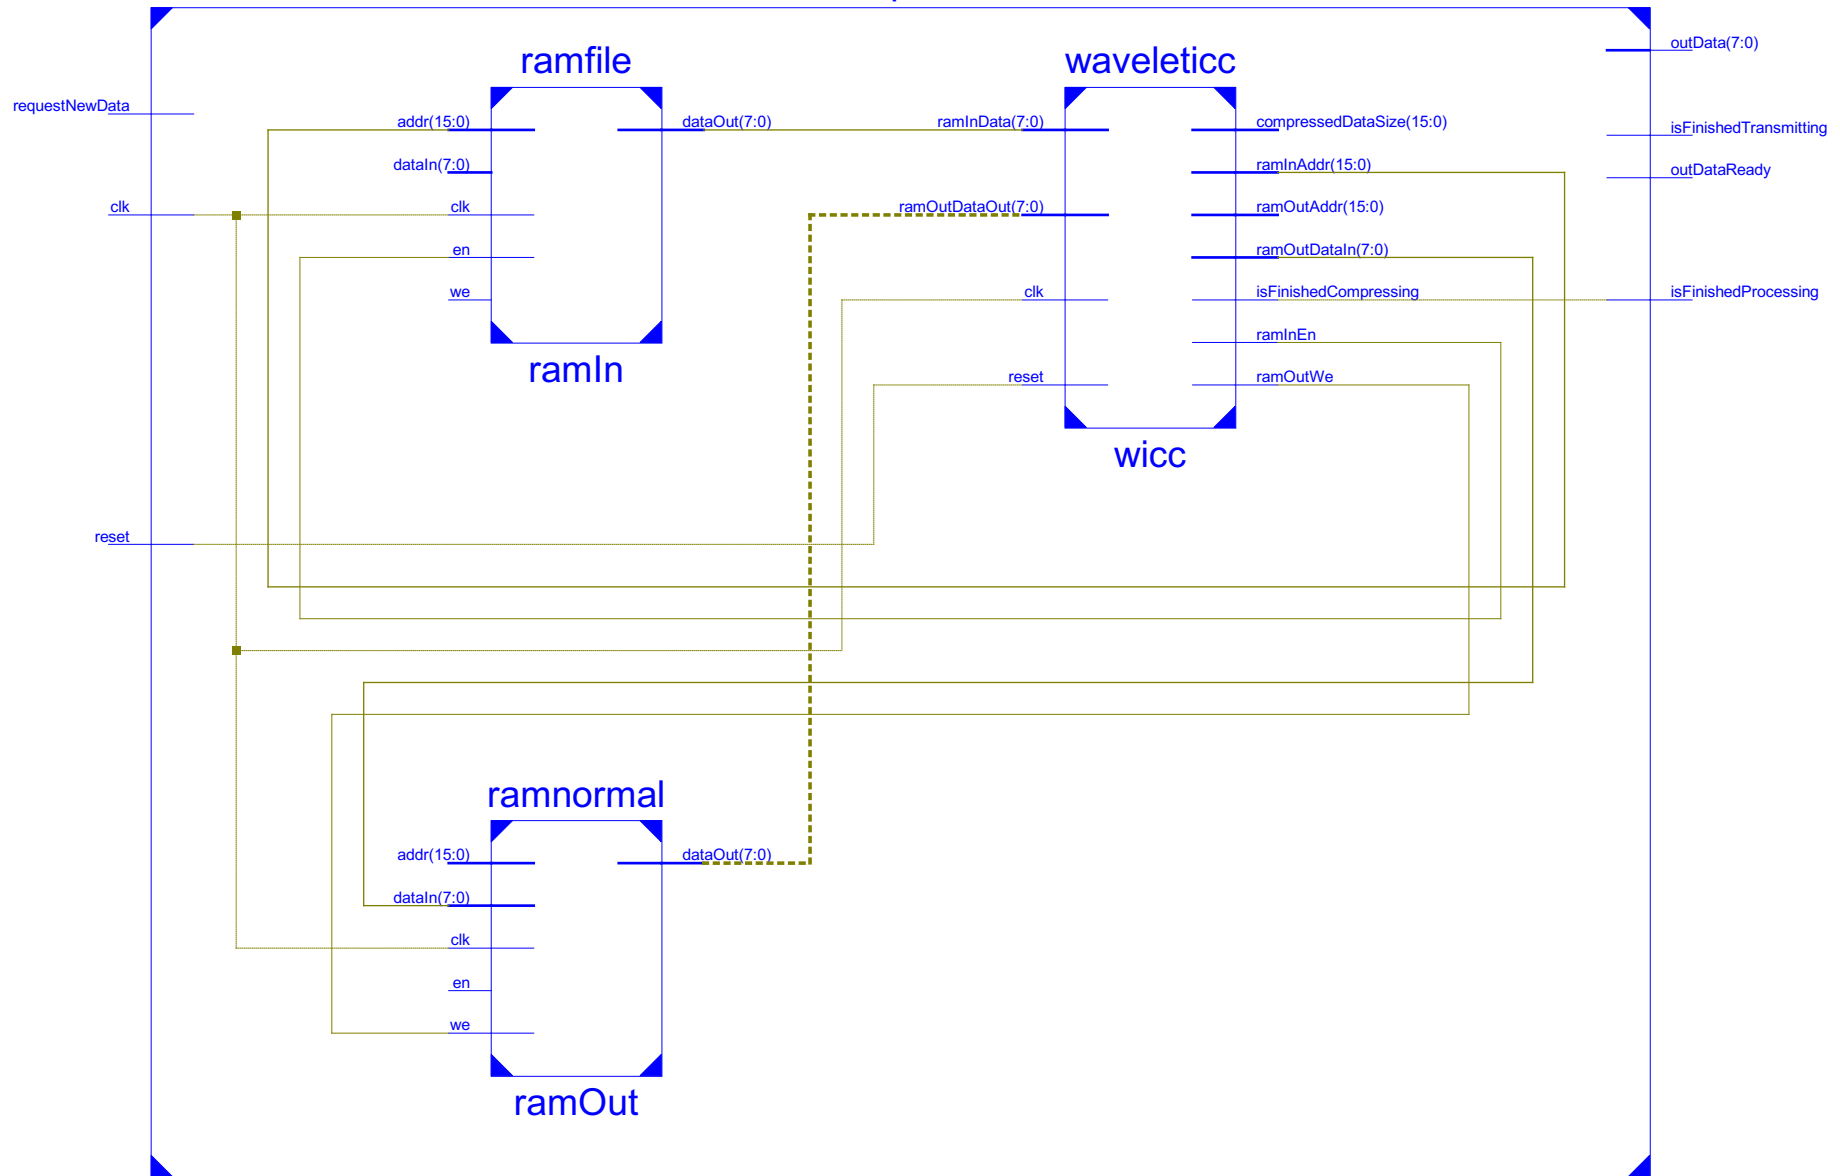 ramfile
waveleticc
outData(7:0)
requestNewData
addr(15:0)
dataOut(7:0)
ramInData(7:0)
compressedDataSize(15:0)
isFinishedTransmitting
dataIn(7:0)
ramInAddr(15:0)
outDataReady
clk
clk
ramOutDataOut(7:0)
ramOutAddr(15:0)
en
ramOutDataIn(7:0)
we
clk
isFinishedCompressing
isFinishedProcessing
ramInEn
ramIn
reset
ramOutWe
wicc
reset
ramnormal
addr(15:0)
dataOut(7:0)
dataIn(7:0)
clk
en
we
ramOut